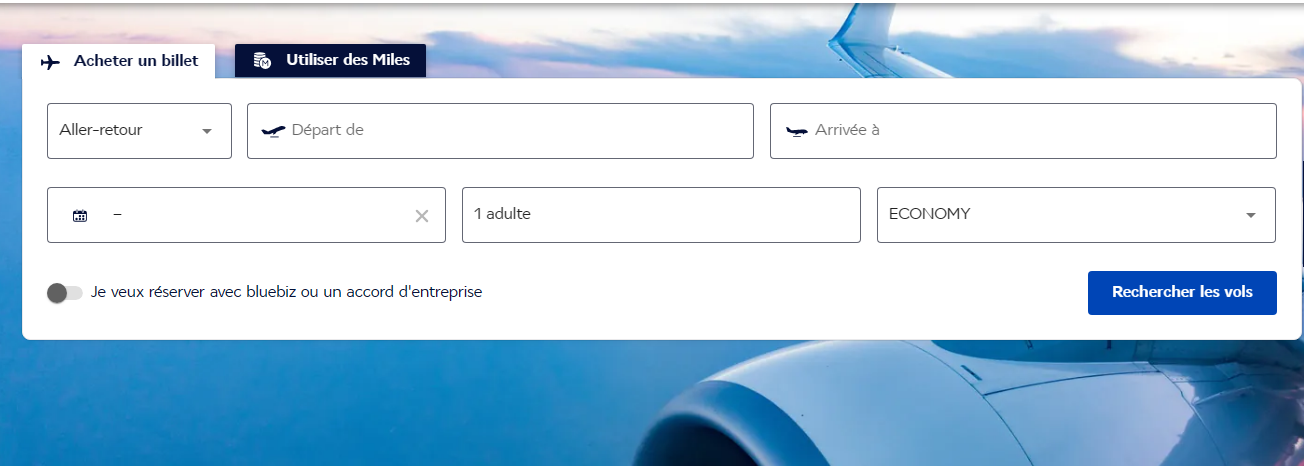 Acheter un billet
Utiliser des Miles
Aller-retour
Départ de
Arrivée à
–
1 adulte
ECONOMY
Je veux réserver avec bluebiz ou un accord d'entreprise
Rechercher les vols